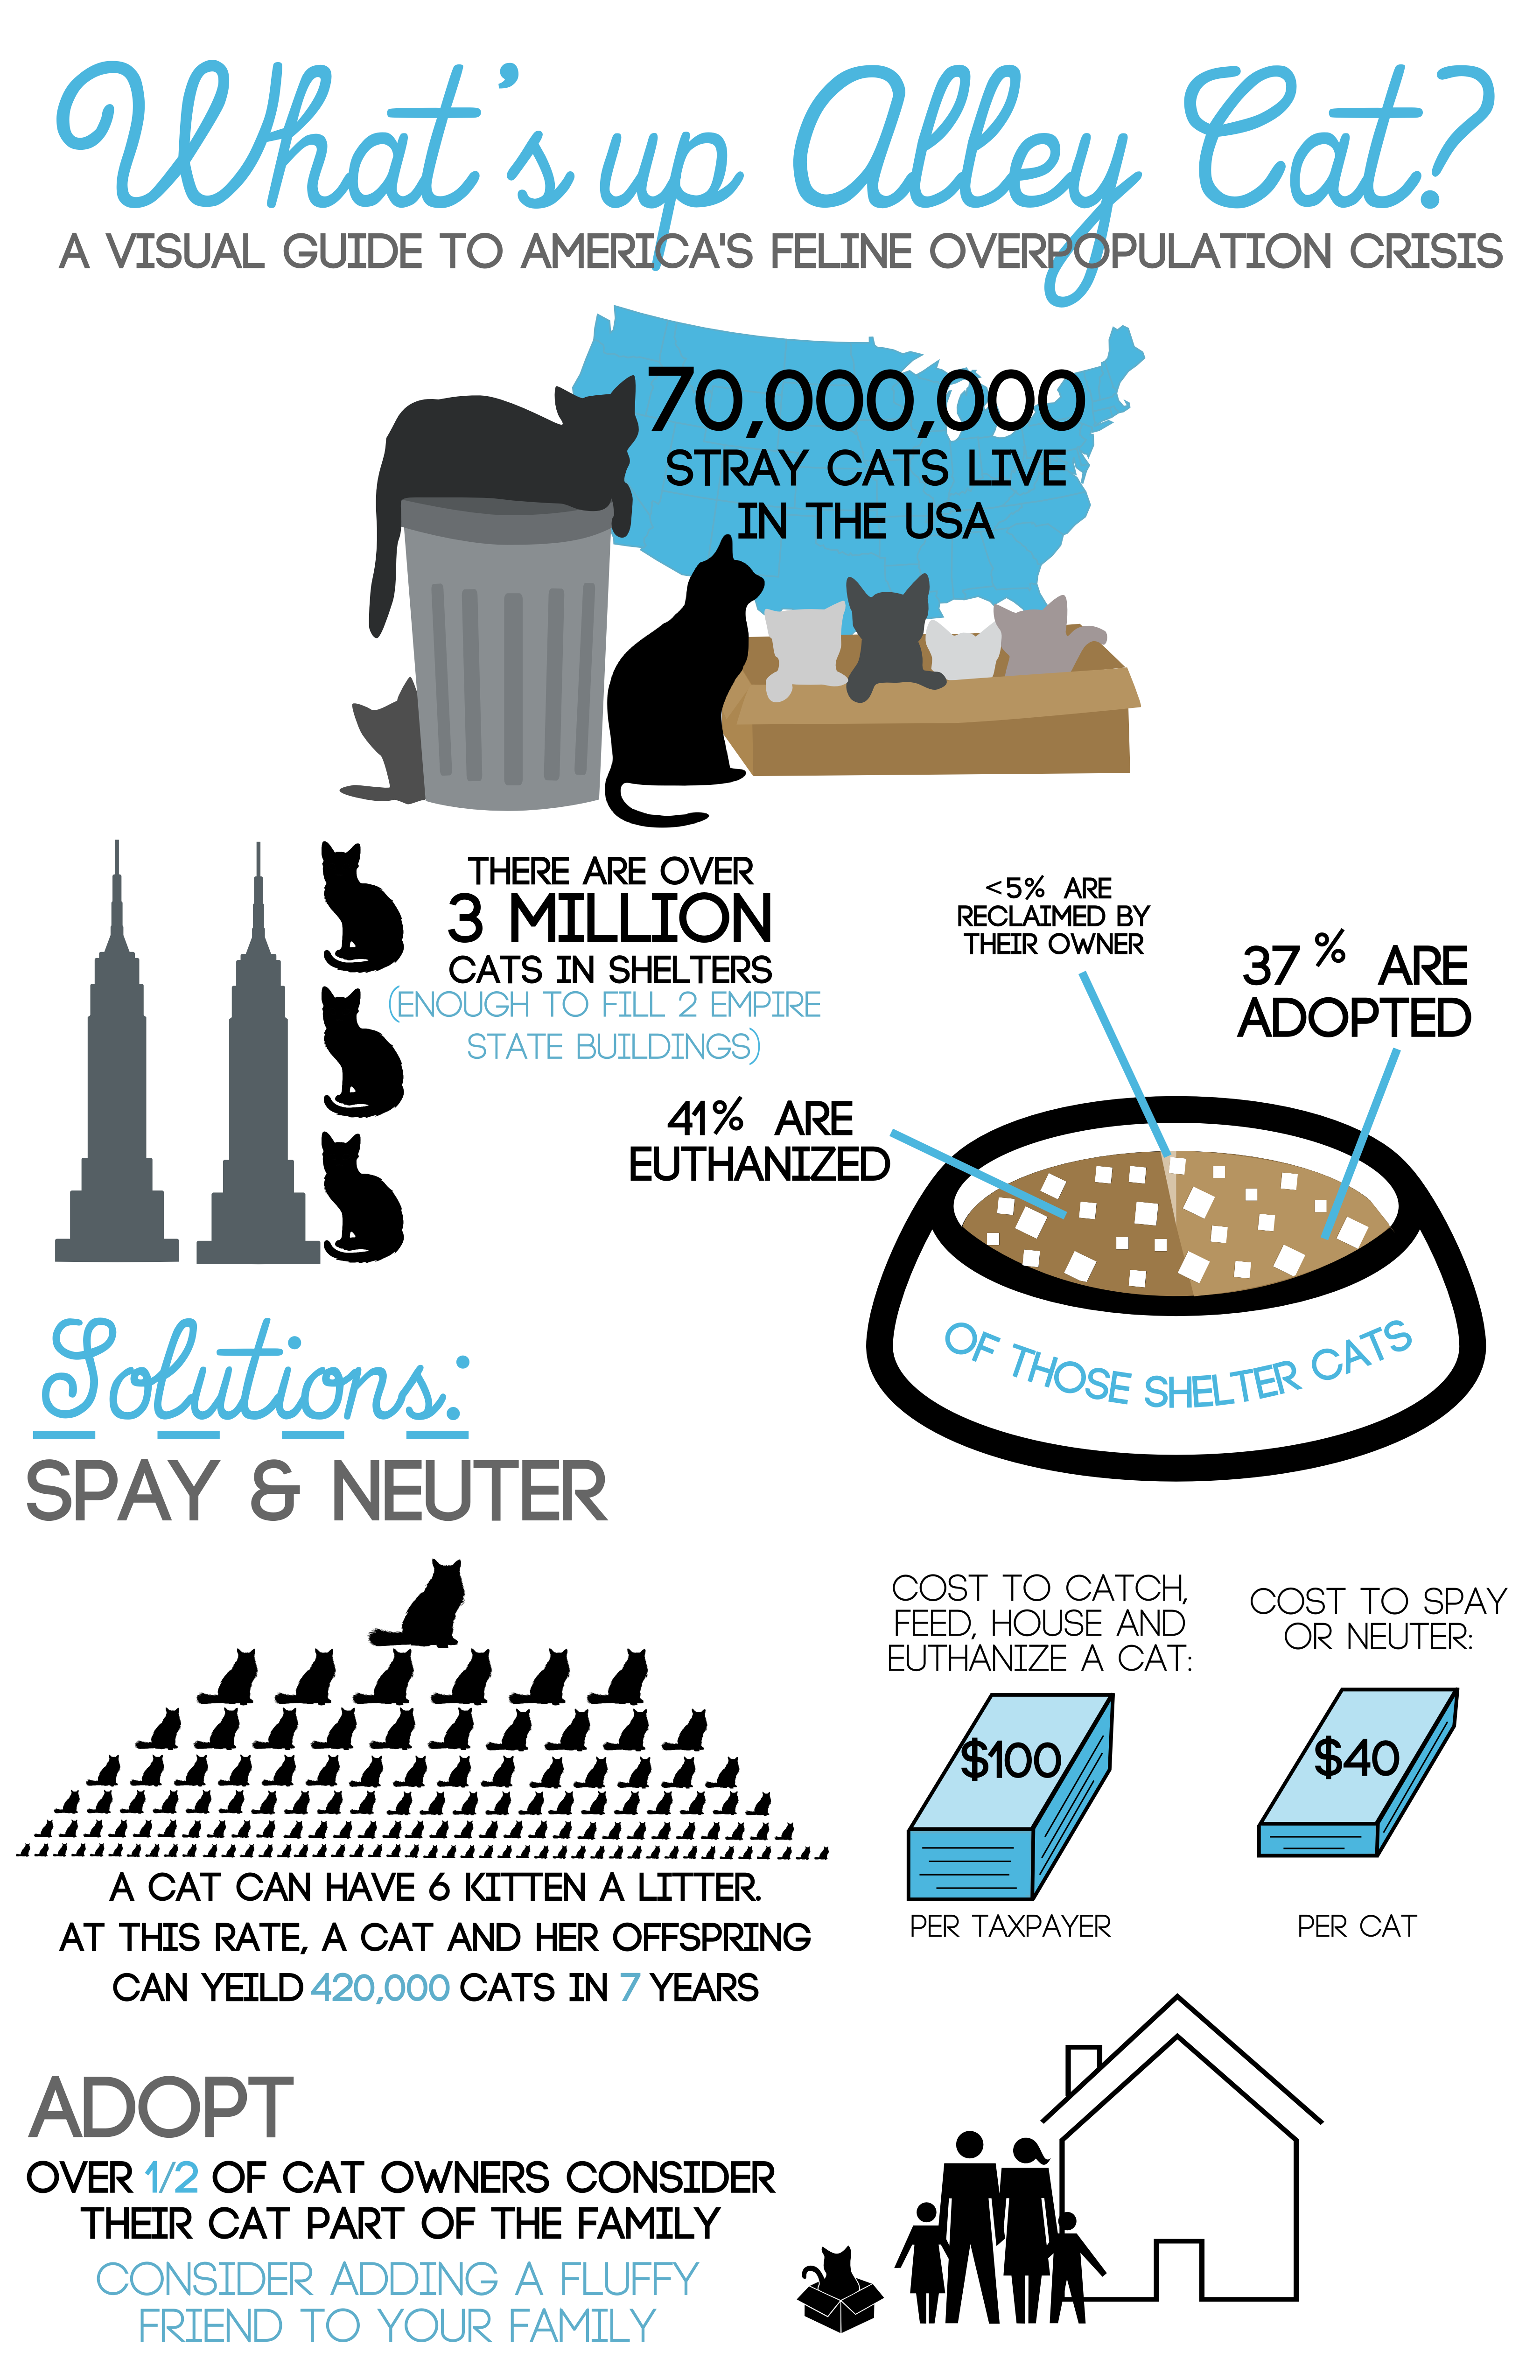 What's up Alley Cat?
A VISUAL GUIDE TO AMERICA'S FELINE OVERPOPULATION CRISIS
70,000,000
STRAY CATS LIVE
IN THE USA
THERE ARE OVER
3 MILLION
CATS IN SHELTERS
(ENOUGH TO FILL 2 EMPIRE
STATE BUILDINGS)
<5% ARE
RECLAIMED BY
THEIR OWNER
37 % ARE
ADOPTED
41% ARE
EUTHANIZED
OF THOSE SHELTER CATS
Solutions:
SPAY & NEUTER
A CAT CAN HAVE 6 KITTEN A LITTER.
AT THIS RATE, A CAT AND HER OFFSPRING
CAN YEILD 420,000 CATS IN 7 YEARS
COST TO CATCH,
FEED, HOUSE AND
EUTHANIZE A CAT:
$100
PER TAXPAYER
COST TO SPAY
OR NEUTER:
$40
PER CAT
ADOPT
OVER 1/2 OF CAT OWNERS CONSIDER
THEIR CAT PART OF THE FAMILY
CONSIDER ADDING A FLUFFY
FRIEND TO YOUR FAMILY